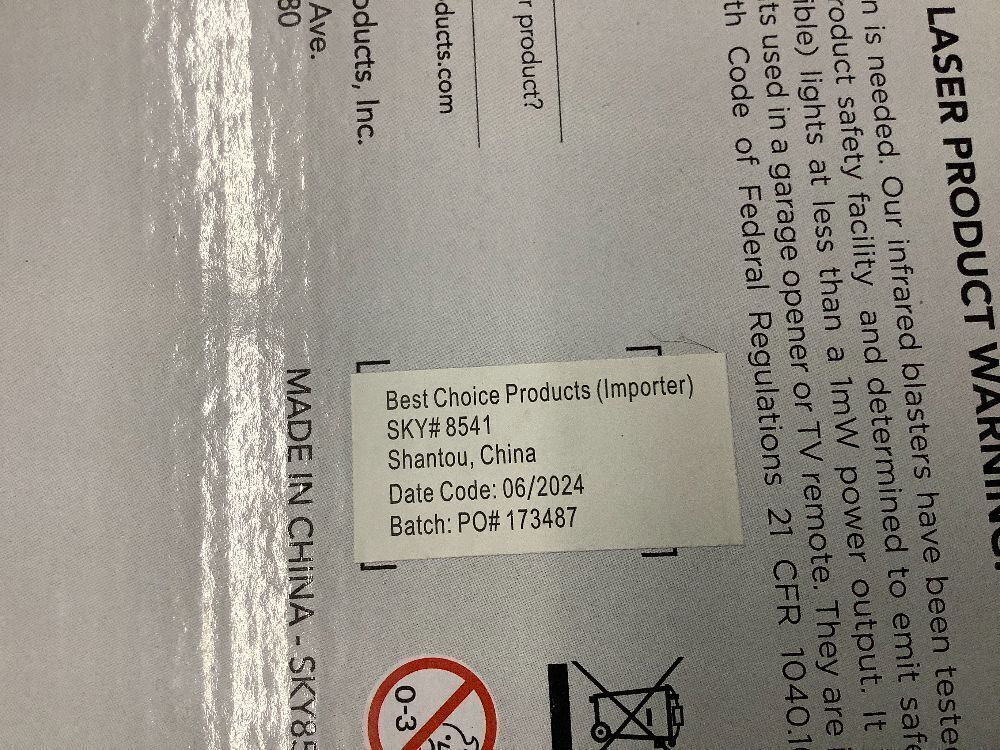 LASER PRODUCT WARNING:
n is needed. Our infrared blasters have been teste
roduct safety facility and determined to emit saf
ible) lights at less than a 1mW power output. It
ts used in a garage opener or TV remote. They are
th Code of Federal Regulations 21 CFR 1040.1
r product?
ducts.com
oducts, Inc.
Ave.
80
Best Choice Products (Importer)
SKY# 8541
Shantou, China
Date Code: 06/2024
Batch: PO# 173487
MADE IN CHINA - SKY85
0-3